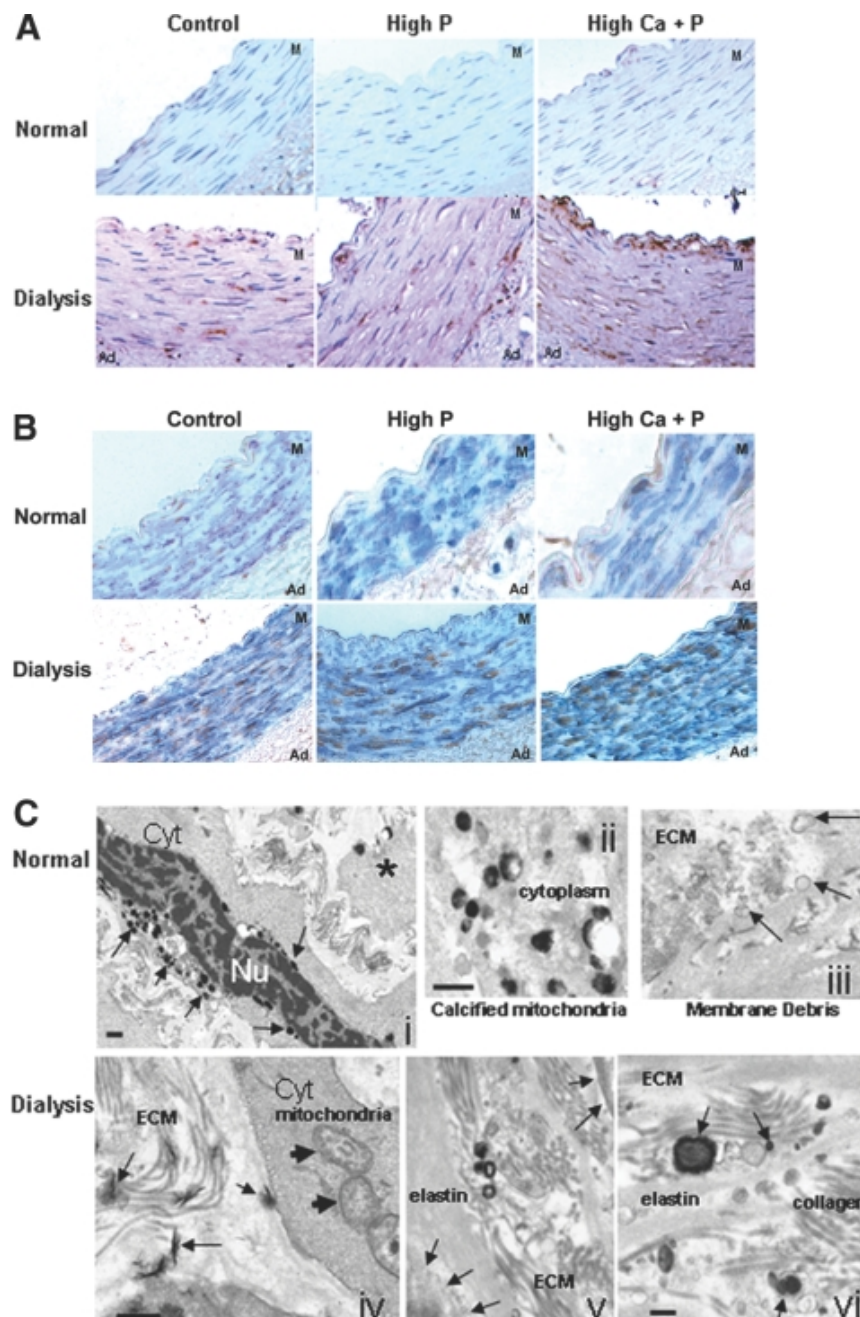 A
Control High P High Ca + P
Normal
M M M
Dialysis
M M M
Ad Ad Ad
B
Control High P High Ca + P
Normal
M M M
Ad Ad Ad
Dialysis
M M M
Ad Ad Ad
C
Normal
Cyt
*
Nu
i
ii
cytoplasm
Calcified mitochondria
ECM
iii
Membrane Debris
Dialysis
ECM
Cyt
mitochondria
iv
elastin
ECM
v
ECM
elastin
collagen
vi